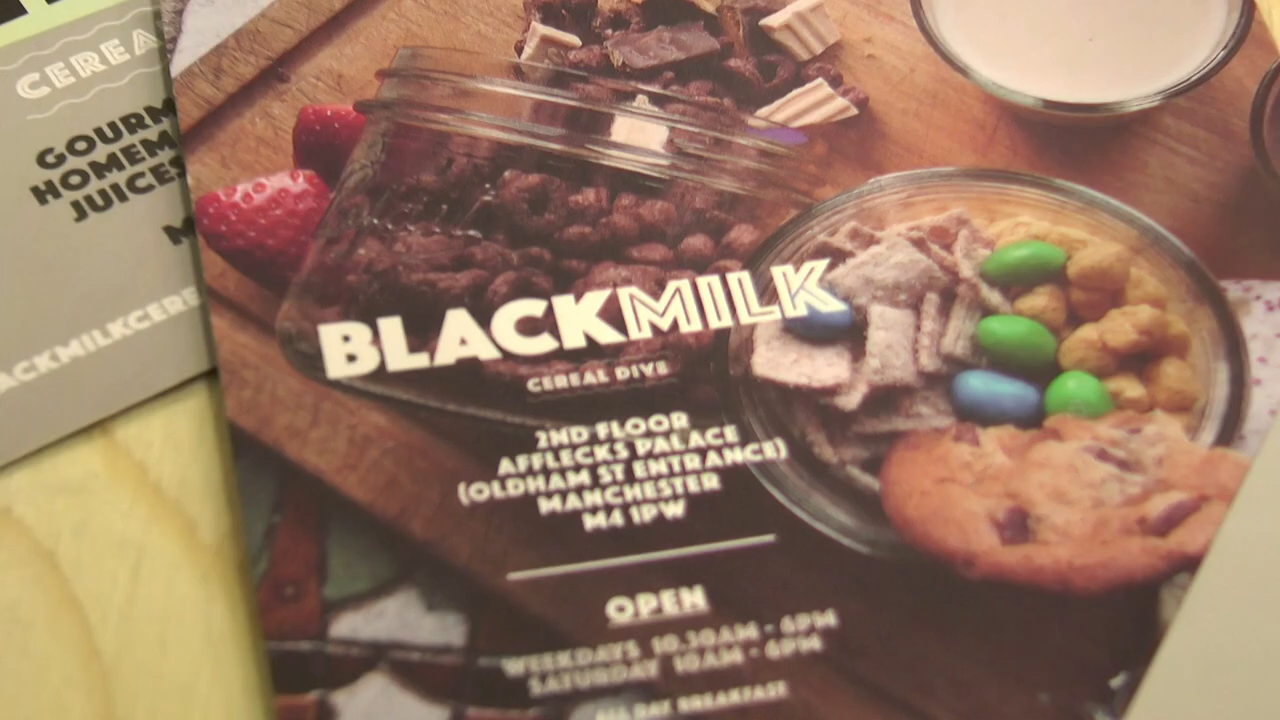 CEREA
GOURM
HOMEM
JUICES
M
ACKMILKCERE
BLACKMILK
CEREAL DIVE
2ND FLOOR
AFFLECKS PALACE
(OLDHAM ST ENTRANCE)
MANCHESTER
M4 1PW
OPEN
WEEKDAYS 10.30AM - 6PM
SATURDAY 10AM - 6PM
ALL DAY BREAKFAST